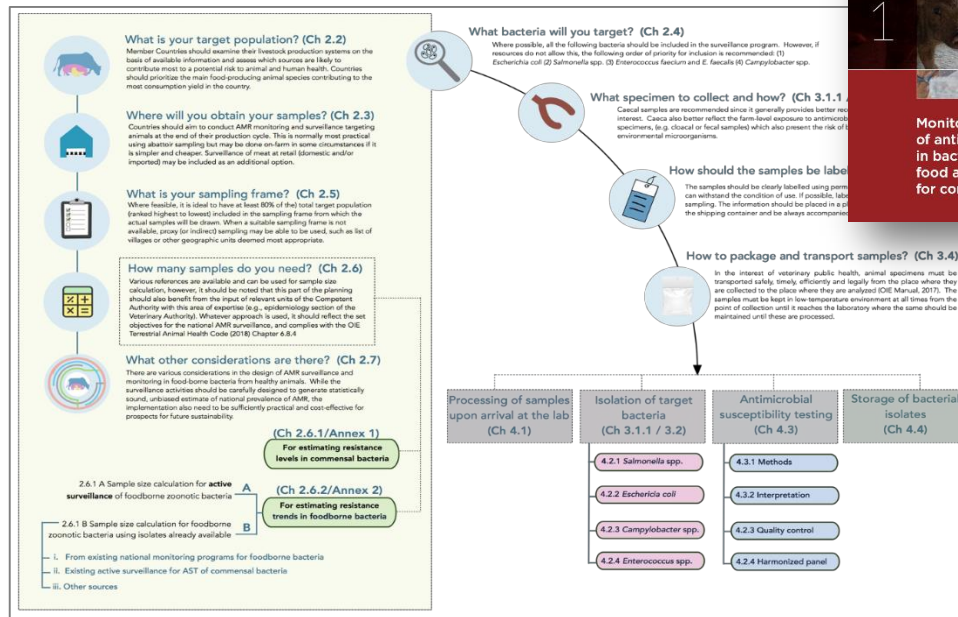 What is your target population? (Ch 2.2)
Member Countries should examine their livestock production systems on the
basis of available information and assess which sources are likely to
contribute most to a potential risk to animal and human health. Countries
should prioritize the main food-producing animal species contributing to the
most consumption yield in the country.
Where will you obtain your samples? (Ch 2.3)
Countries should aim to conduct AMR monitoring and surveillance targeting
animals at the end of their production cycle. This is normally most practical
using abattoir sampling but may be done on-farm in some circumstances if it
is simpler and cheaper. Surveillance of meat at retail (domestic and/or
imported) may be included as an additional option.
What is your sampling frame? (Ch 2.5)
Where feasible, it is ideal to have at least 80% of the) total target population
(ranked highest to lowest) included in the sampling frame from which the
actual samples will be drawn. When a suitable sampling frame is not
available, proxy (or indirect) sampling may be able to be used, such as list of
villages or other geographic units deemed most appropriate.
How many samples do you need? (Ch 2.6)
Various references are available and can be used for sample size
calculation, however, it should be noted that this part of the planning
should also benefit from the input of relevant units of the Competent
Authority with this area of expertise (e.g., epidemiology section of the
Veterinary Authority). Whatever approach is used, it should reflect the set
objectives for the national AMR surveillance, and complies with the OIE
Terrestrial Animal Health Code (2018) Chapter 6.8.4
What other considerations are there? (Ch 2.7)
There are various considerations in the design of AMR surveillance and
monitoring in food-borne bacteria from healthy animals. While the
surveillance activities should be carefully designed to generate statistically
sound, unbiased estimate of national prevalence of AMR, the
implementation also need to be sufficiently practical and cost-effective for
prospects for future sustainability.
(Ch 2.6.1/Annex 1)
For estimating resistance
levels in commensal bacteria
2.6.1 A Sample size calculation for active
surveillance of foodborne zoonotic bacteria
A
(Ch 2.6.2/Annex 2)
For estimating resistance
trends in foodborne bacteria
B
2.6.1 B Sample size calculation for foodborne
zoonotic bacteria using isolates already available
i. From existing national monitoring programs for foodborne bacteria
ii. Existing active surveillance for AST of commensal bacteria
iii. Other sources
What bacteria will you target? (Ch 2.4)
Where possible, all the following bacteria should be included in the surveillance program. However, if
resources do not allow this, the following order of priority for inclusion is recommended: (1)
Escherichia coli (2) Salmonella spp. (3) Enterococcus faecium and E. faecalis (4) Campylobacter spp.
What specimen to collect and how? (Ch 3.1.1 /
Caecal samples are recommended since it generally provides better
interest. Caeca also better reflect the farm-level exposure to
specimens, (e.g. cloacal or fecal samples) which also present the risk of
environmental microorganisms.
How should the samples be
The samples should be clearly labelled using
can withstand the condition of use. If possible,
sampling. The information should be placed in a
the shipping container and be always
How to package and transport samples? (Ch 3.4)
In the interest of veterinary public health, animal specimens must be
transported safely, timely, efficiently and legally from the place where they
are collected to the place where they are analyzed (OIE Manual, 2017). The
samples must be kept in low-temperature environment at all times from the
point of collection until it reaches the laboratory where the same should be
maintained until these are processed.
Processing of samples
upon arrival at the lab
(Ch 4.1)
Isolation of target
bacteria
(Ch 3.1.1 / 3.2)
4.2.1 Salmonella spp.
4.2.2 Eschericia coli
4.2.3 Campylobacter spp.
4.2.4 Enterococcus spp.
Antimicrobial
susceptibility testing
(Ch 4.3)
4.3.1 Methods
4.3.2 Interpretation
4.2.3 Quality control
4.2.4 Harmonized panel
Storage of bacterial
isolates
(Ch 4.4)
1
of
in
food
for